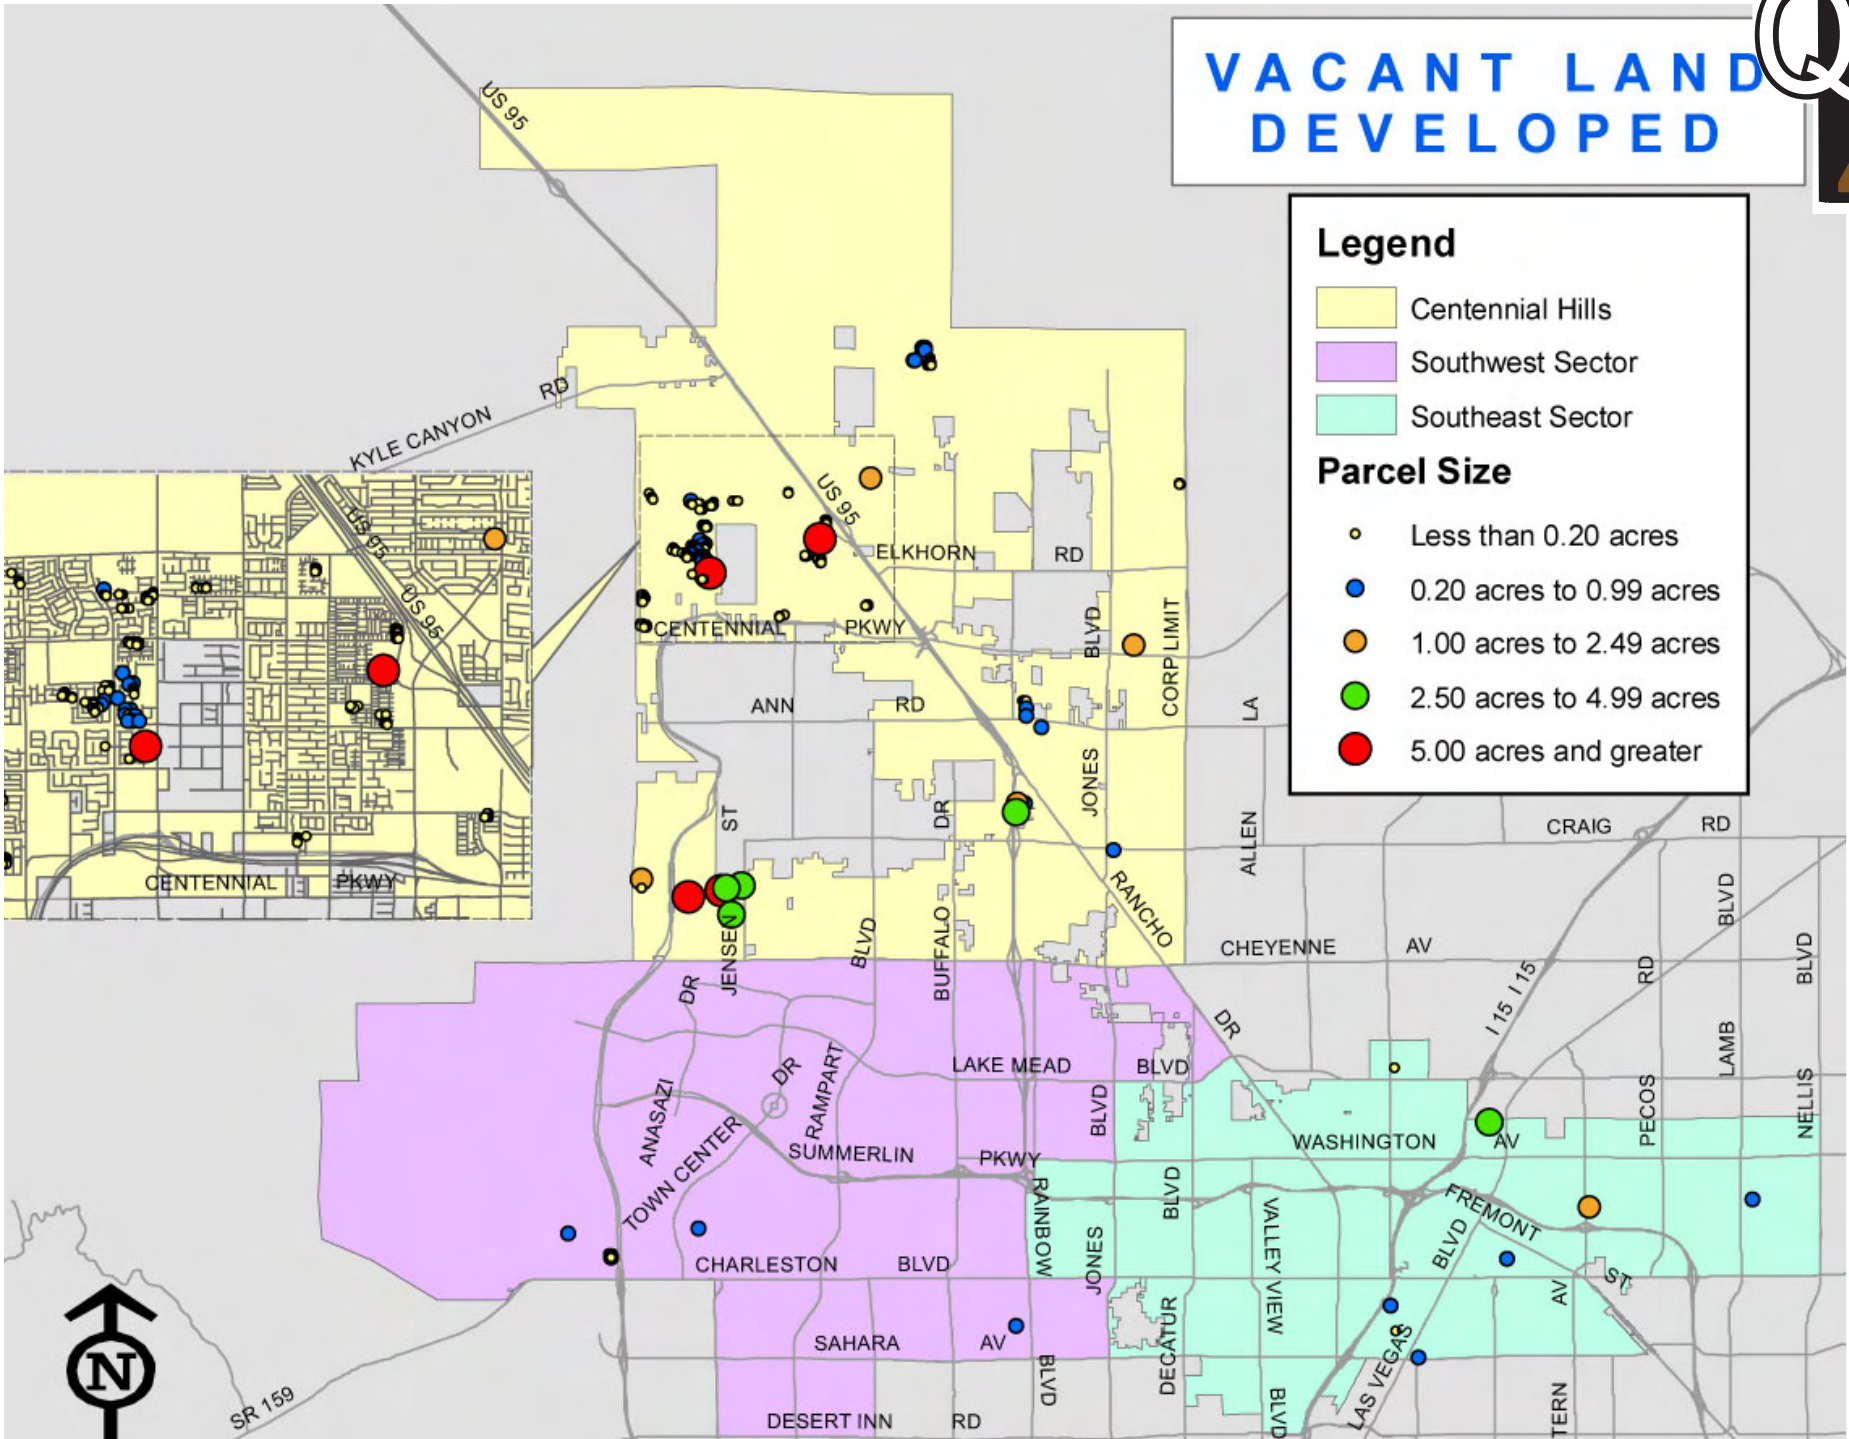 VACANT LAND
DEVELOPED
Q
Legend
Centennial Hills
Southwest Sector
Southeast Sector
Parcel Size
Less than 0.20 acres
0.20 acres to 0.99 acres
1.00 acres to 2.49 acres
2.50 acres to 4.99 acres
5.00 acres and greater
US 95
KYLE CANYON RD
US 95
US 95
US 95
ELKHORN RD
CENTENNIAL PKWY
BLVD
CORP LIMIT
ANN RD
LA
CENTENNIAL PKWY
ST
DR
JONES
ALLEN
CRAIG RD
RANCHO
BLVD
JENSEN
BLVD
BUFFALO
CHEYENNE AV
I 15 I 15
RD
BLVD
DR
DR
LAKE MEAD BLVD
LAMB
ANASAZI
DR
RAMPART
BLVD
PECOS
NELLIS
TOWN CENTER
SUMMERLIN PKWY
WASHINGTON AV
RAINBOW
BLVD
VALLEY VIEW
FREMONT
BLVD
ST
CHARLESTON BLVD
JONES
AV
SAHARA AV
DECATUR
LAS VEGAS
BLVD
BLVD
TERN
SR 159
DESERT INN RD
N